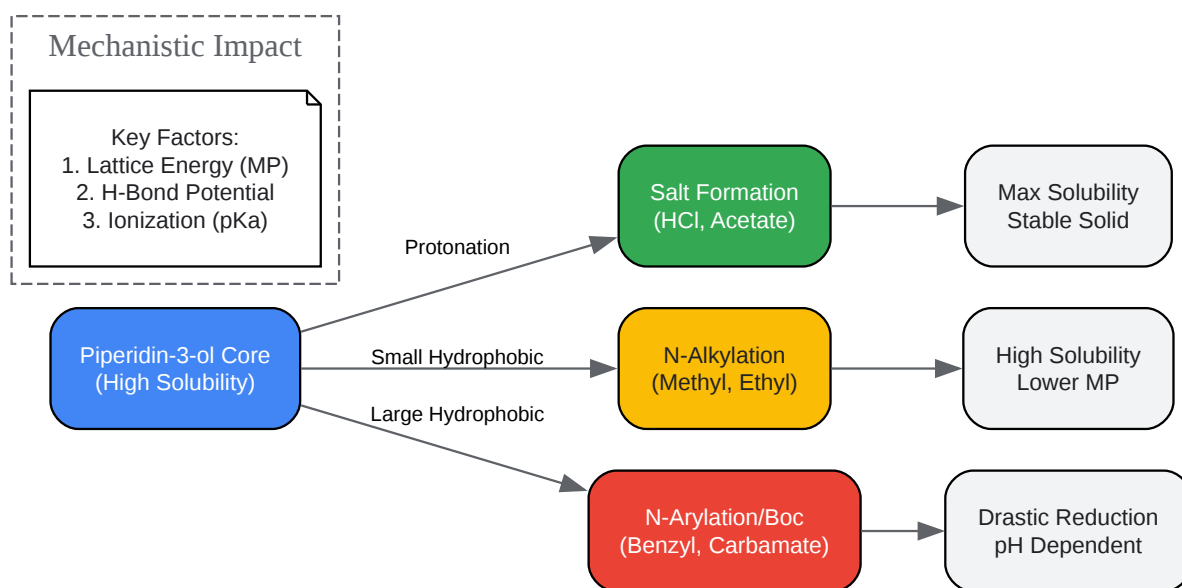 Mechanistic Impact
Key Factors:
1. Lattice Energy (MP)
2. H-Bond Potential
3. Ionization (pKa)
Piperidin-3-ol Core
(High Solubility)
Protonation
Small Hydrophobic
Large Hydrophobic
Salt Formation
(HCl, Acetate)
Max Solubility
Stable Solid
N-Alkylation
(Methyl, Ethyl)
High Solubility
Lower MP
N-Arylation/Boc
(Benzyl, Carbamate)
Drastic Reduction
pH Dependent